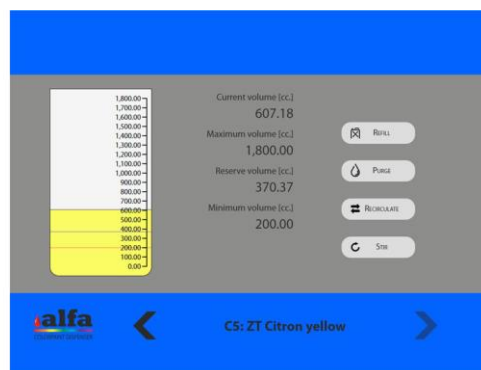 1,800.00
1,700.00
1,600.00
1,500.00
1,400.00
1,300.00
1,200.00
1,100.00
1,000.00
900.00
800.00
700.00
600.00
500.00
400.00
300.00
200.00
100.00
0.00
Current volume [cc.]
607.18
Maximum volume [cc.]
1,800.00
Reserve volume [cc.]
370.37
Minimum volume [cc.]
200.00
Refill
Purge
Recirculate
Stir
alfa
COLORPAINT DISPENSER
C5: ZT Citron yellow